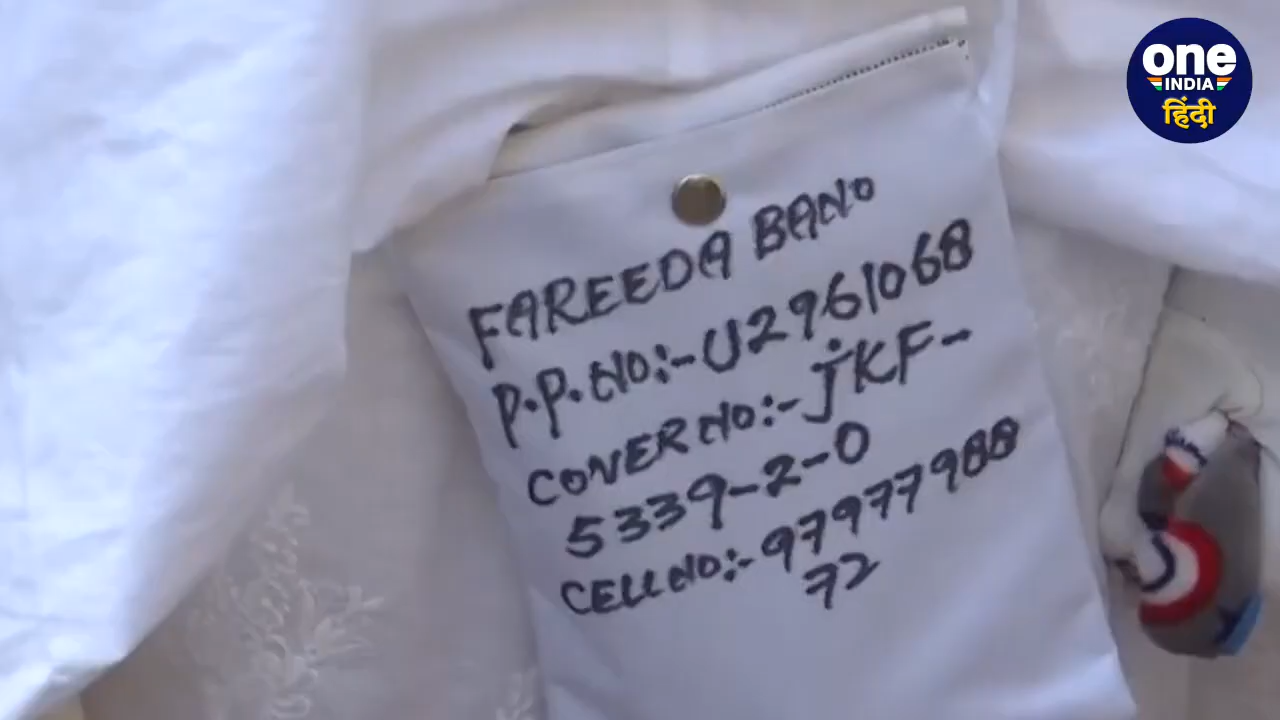 one
INDIA
हिंदी
FAREEDA BANO
P.P. NO:- U2961068
COVER NO:- jKF-
5339-2-0
CELL NO:- 97977988
72